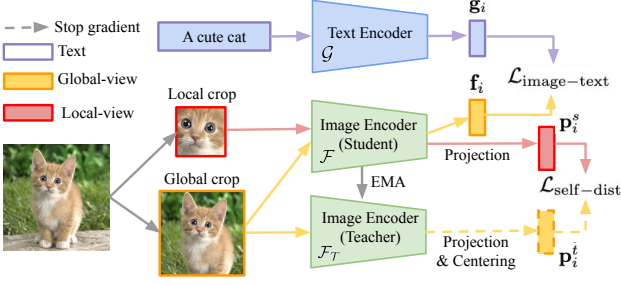 Stop gradient
Text
Global-view
Local-view
A cute cat
Text Encoder
𝒢
g_i
ℒ_image−text
Local crop
f_i
Image Encoder
(Student)
ℱ
Projection
p_i^s
ℒ_self−dist
Global crop
EMA
Image Encoder
(Teacher)
ℱ_𝒯
Projection
& Centering
p_i^t